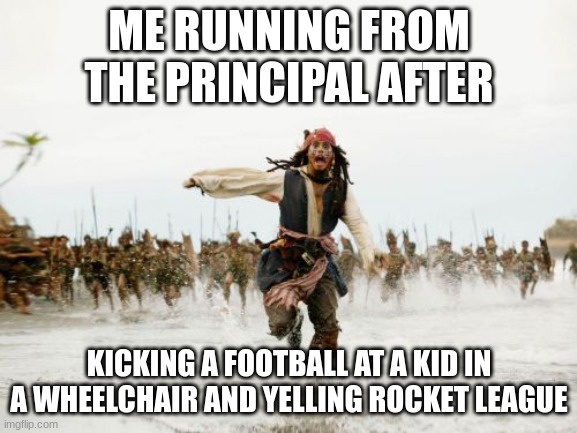 ME RUNNING FROM
THE PRINCIPAL AFTER
KICKING A FOOTBALL AT A KID IN
A WHEELCHAIR AND YELLING ROCKET LEAGUE
imgflip.com